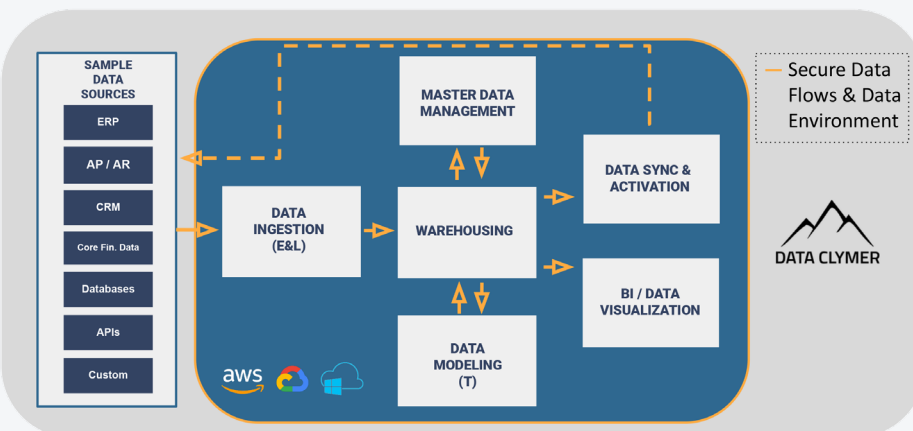 SAMPLE
DATA
SOURCES
ERP
AP / AR
CRM
Core Fin. Data
Databases
APIs
Custom
DATA
INGESTION
(E&L)
MASTER DATA
MANAGEMENT
WAREHOUSING
DATA
MODELING
(T)
DATA SYNC &
ACTIVATION
BI / DATA
VISUALIZATION
aws
Secure Data
Flows & Data
Environment
DATA CLYMER